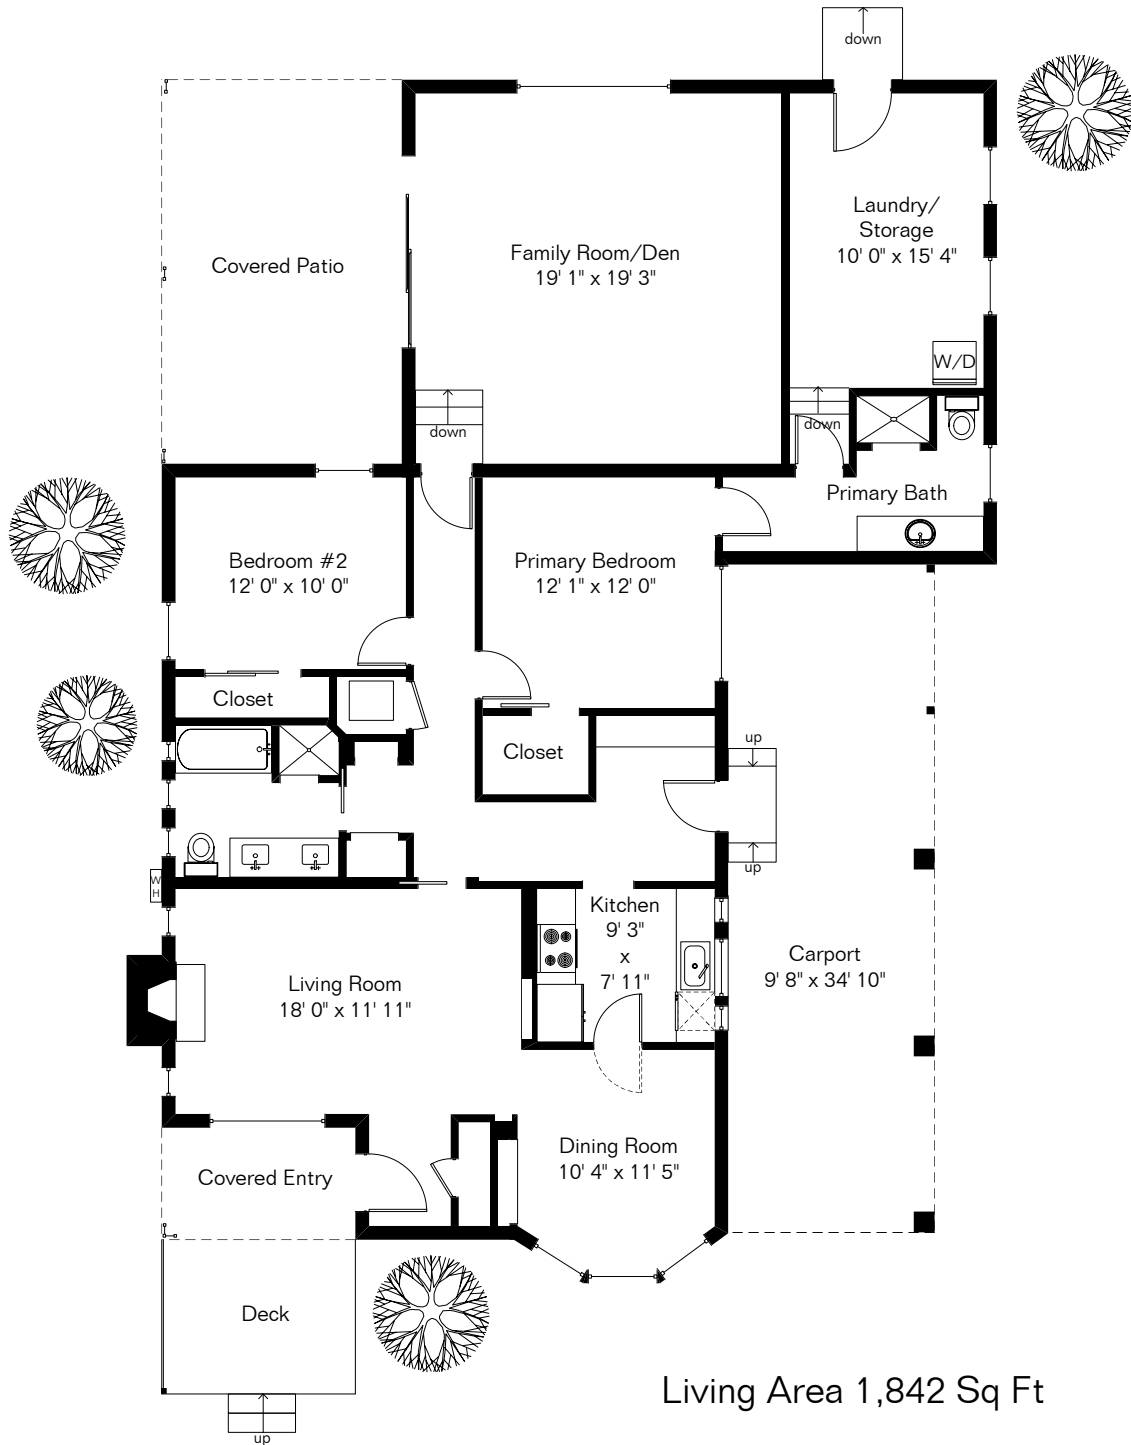 down
Laundry/
Storage
10' 0" x 15' 4"
Family Room/Den
19' 1" x 19' 3"
Covered Patio
W/D
down
down
Primary Bath
Bedroom #2
12' 0" x 10' 0"
Primary Bedroom
12' 1" x 12' 0"
Closet
Closet
up
up
W
H
Kitchen
9' 3"
x
7' 11"
Carport
9' 8" x 34' 10"
Living Room
18' 0" x 11' 11"
Dining Room
10' 4" x 11' 5"
Covered Entry
Deck
up
Living Area 1,842 Sq Ft